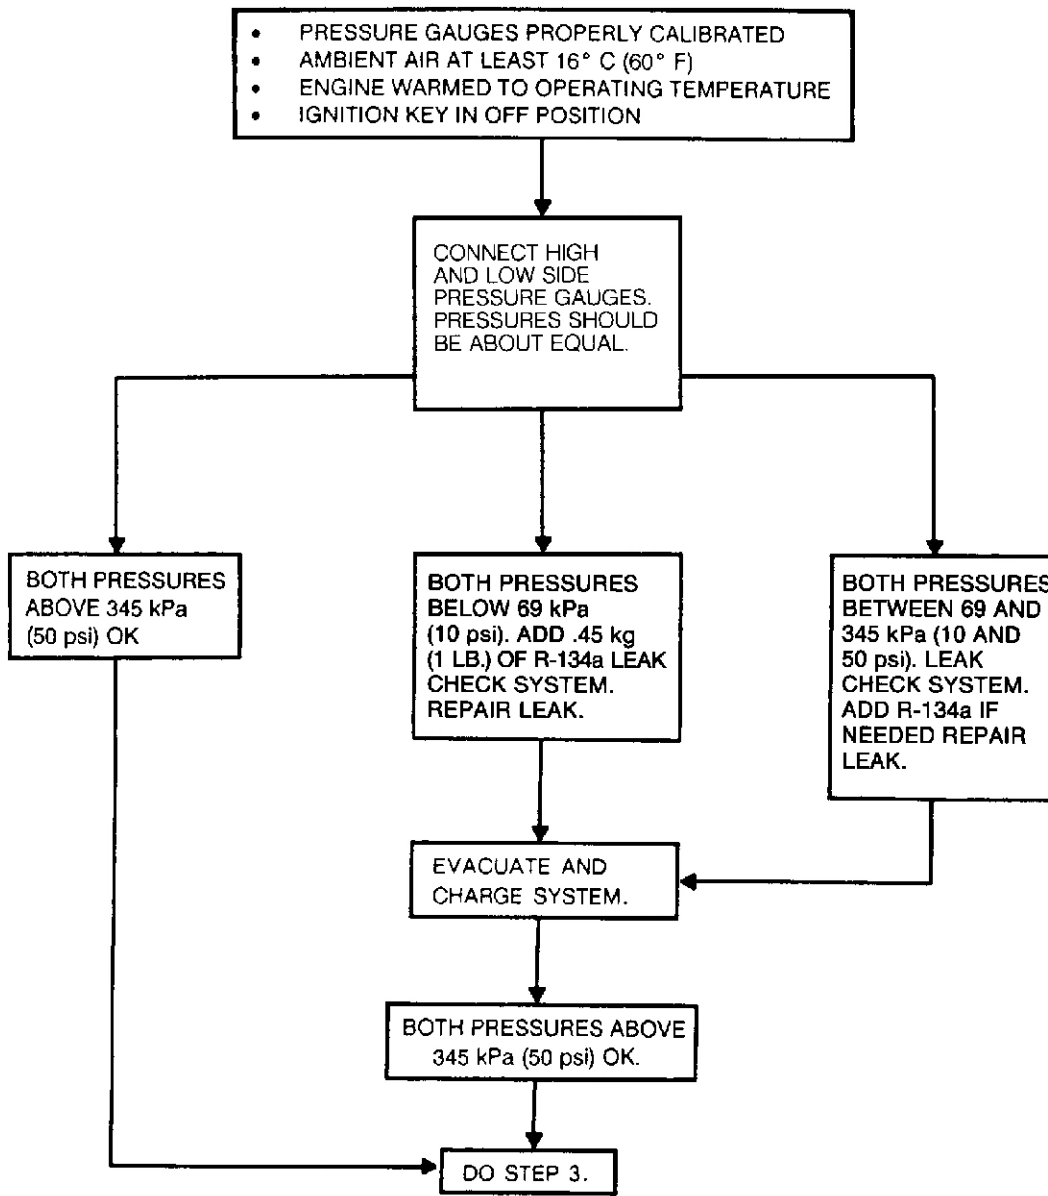 • PRESSURE GAUGES PROPERLY CALIBRATED
• AMBIENT AIR AT LEAST 16° C (60° F)
• ENGINE WARMED TO OPERATING TEMPERATURE
• IGNITION KEY IN OFF POSITION
CONNECT HIGH
AND LOW SIDE
PRESSURE GAUGES.
PRESSURES SHOULD
BE ABOUT EQUAL.
BOTH PRESSURES
ABOVE 345 kPa
(50 psi) OK
BOTH PRESSURES
BELOW 69 kPa
(10 psi). ADD .45 kg
(1 LB.) OF R-134a LEAK
CHECK SYSTEM.
REPAIR LEAK.
BOTH PRESSURES
BETWEEN 69 AND
345 kPa (10 AND
50 psi). LEAK
CHECK SYSTEM.
ADD R-134a IF
NEEDED REPAIR
LEAK.
EVACUATE AND
CHARGE SYSTEM.
BOTH PRESSURES ABOVE
345 kPa (50 psi) OK.
DO STEP 3.